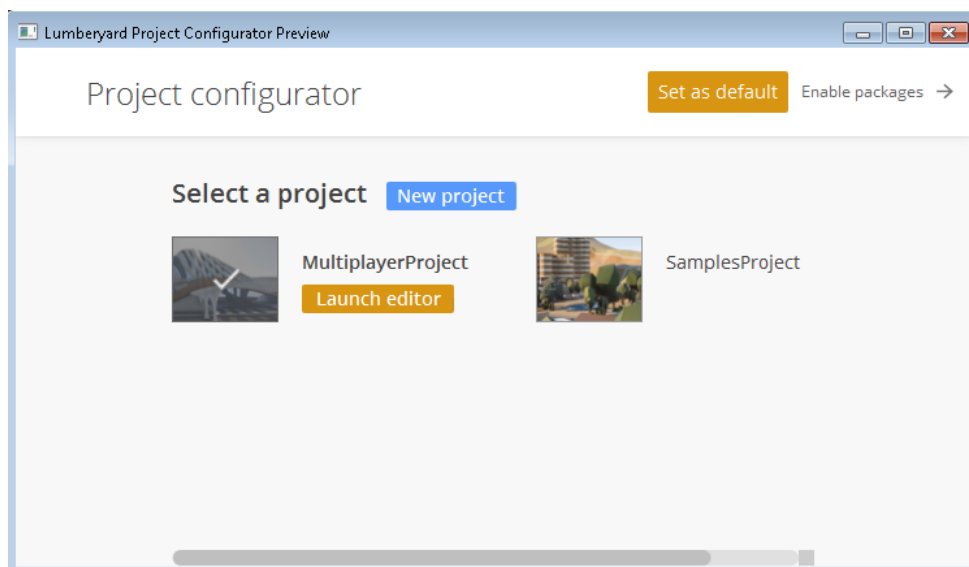 Lumberyard Project Configurator Preview
Project configurator
Set as default
Enable packages
Select a project
New project
MultiplayerProject
Launch editor
SamplesProject